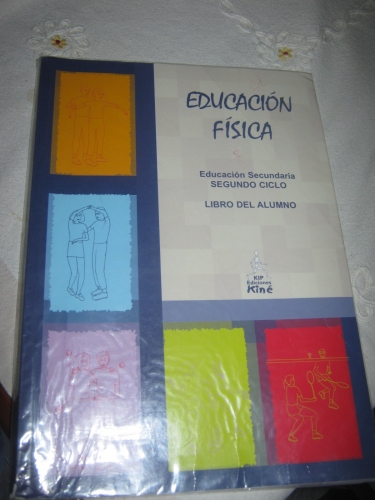 EDUCACIÓN
FÍSICA
Educación Secundaria
SEGUNDO CICLO
LIBRO DEL ALUMNO
KIP
Ediciones
Kiné